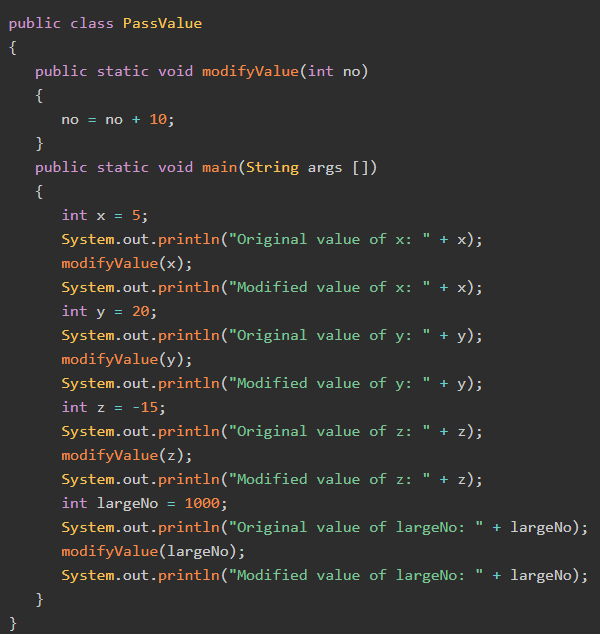 public class PassValue
{
   public static void modifyValue(int no)
   {
      no = no + 10;
   }
   public static void main(String args [])
   {
      int x = 5;
      System.out.println("Original value of x: " + x);
      modifyValue(x);
      System.out.println("Modified value of x: " + x);
      int y = 20;
      System.out.println("Original value of y: " + y);
      modifyValue(y);
      System.out.println("Modified value of y: " + y);
      int z = -15;
      System.out.println("Original value of z: " + z);
      modifyValue(z);
      System.out.println("Modified value of z: " + z);
      int largeNo = 1000;
      System.out.println("Original value of largeNo: " + largeNo);
      modifyValue(largeNo);
      System.out.println("Modified value of largeNo: " + largeNo);
   }
}